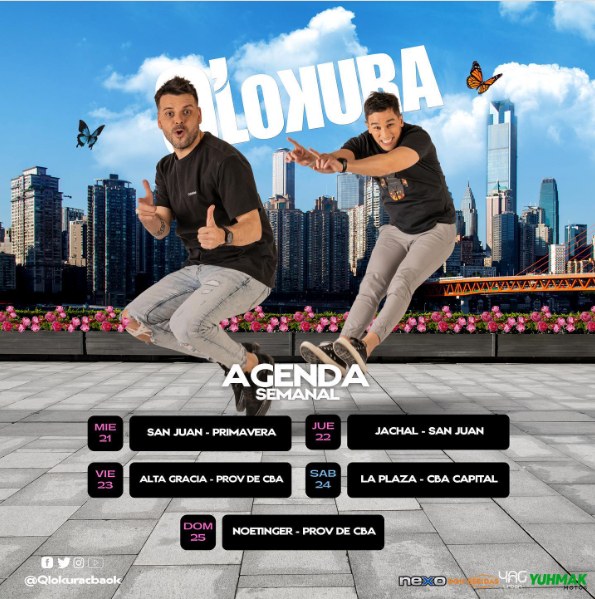 Q'LOKURA
AGENDA
SEMANAL
MIE
21
SAN JUAN - PRIMAVERA
JUE
22
JACHAL - SAN JUAN
VIE
23
ALTA GRACIA - PROV DE CBA
SAB
24
LA PLAZA - CBA CAPITAL
DOM
25
NOETINGER - PROV DE CBA
@Qlokuracbaok
nexo
YUHMAK
MOTOS